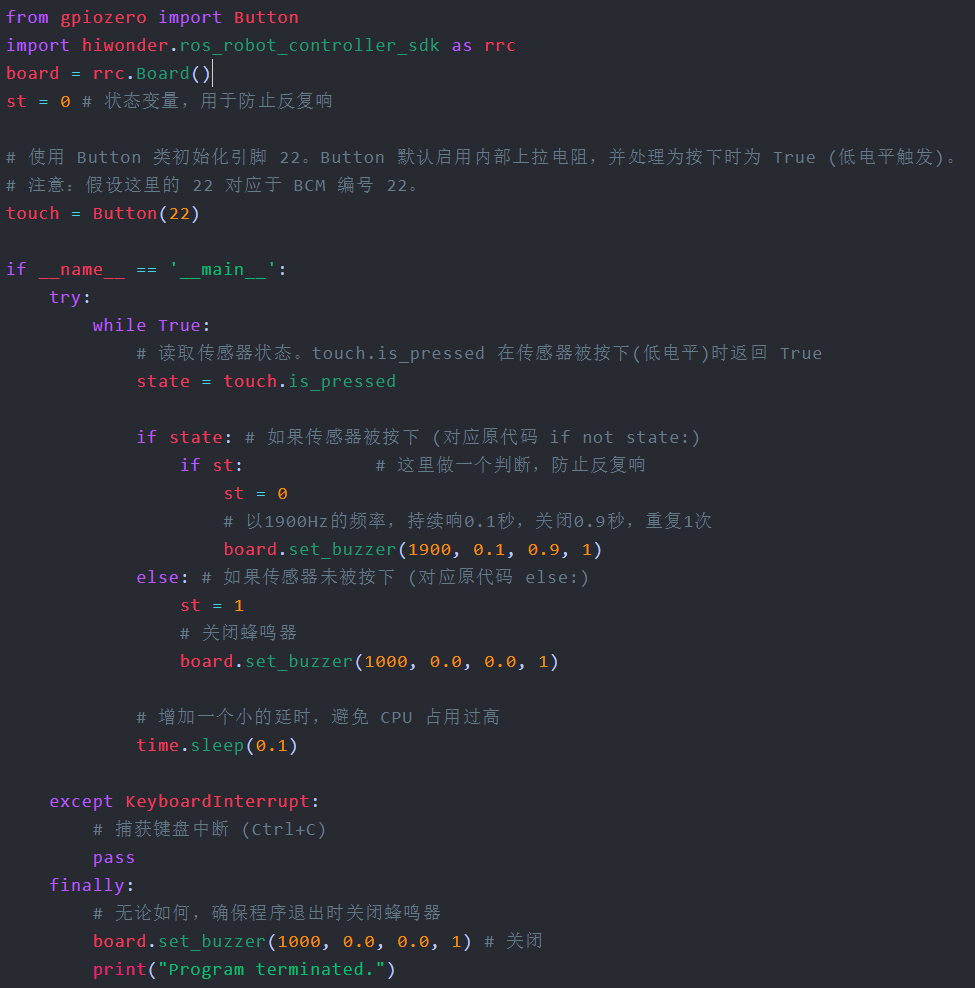 from gpiozero import Button
import hiwonder.ros_robot_controller_sdk as rrc
board = rrc.Board()
st = 0 # 状态变量，用于防止反复响
# 使用 Button 类初始化引脚 22。Button 默认启用内部上拉电阻，并处理为按下时为 True (低电平触发)。
# 注意：假设这里的 22 对应于 BCM 编号 22。
touch = Button(22)
if __name__ == '__main__':
    try:
        while True:
            # 读取传感器状态。touch.is_pressed 在传感器被按下(低电平)时返回 True
            state = touch.is_pressed
            if state: # 如果传感器被按下 (对应原代码 if not state:)
                if st:            # 这里做一个判断，防止反复响
                    st = 0
                    # 以1900Hz的频率，持续响0.1秒，关闭0.9秒，重复1次
                    board.set_buzzer(1900, 0.1, 0.9, 1)
            else: # 如果传感器未被按下 (对应原代码 else:)
                st = 1
                # 关闭蜂鸣器
                board.set_buzzer(1000, 0.0, 0.0, 1)
            # 增加一个小的延时，避免 CPU 占用过高
            time.sleep(0.1)
    except KeyboardInterrupt:
        # 捕获键盘中断 (Ctrl+C)
        pass
    finally:
        # 无论如何，确保程序退出时关闭蜂鸣器
        board.set_buzzer(1000, 0.0, 0.0, 1) # 关闭
        print("Program terminated.")